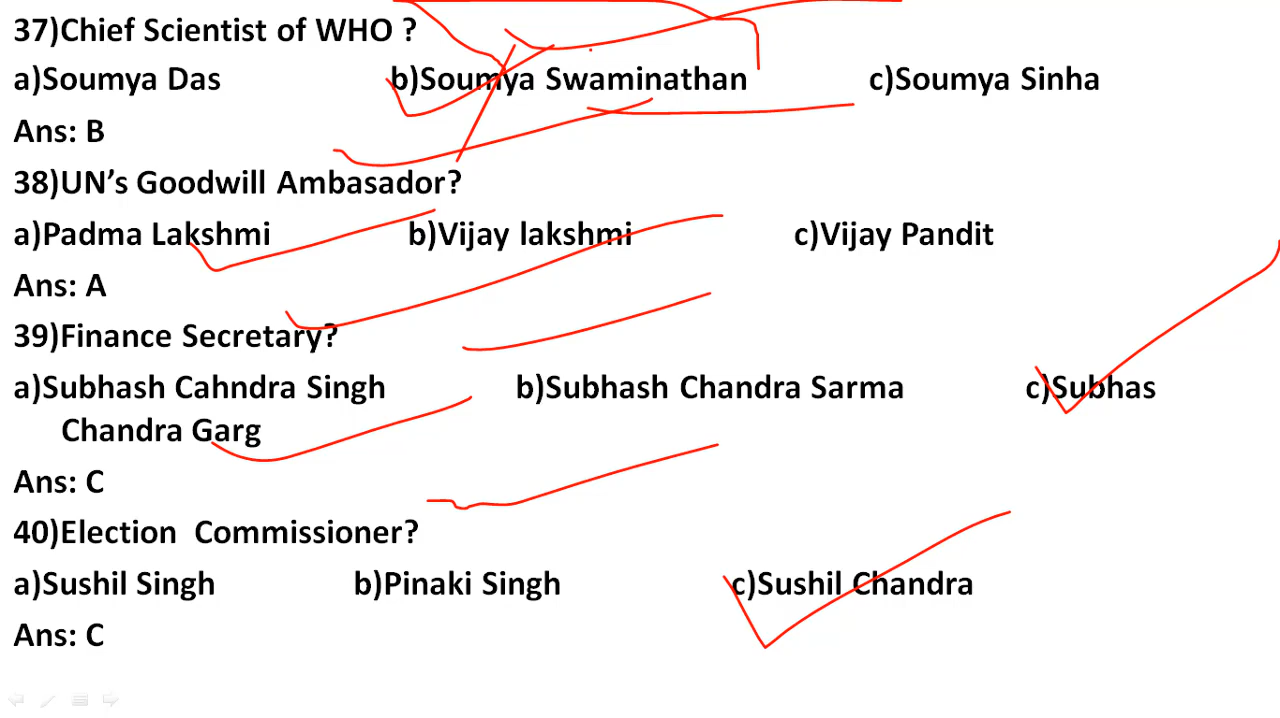 37)Chief Scientist of WHO ?
a)Soumya Das b)Soumya Swaminathan c)Soumya Sinha
Ans: B
38)UN’s Goodwill Ambasador?
a)Padma Lakshmi b)Vijay lakshmi c)Vijay Pandit
Ans: A
39)Finance Secretary?
a)Subhash Cahndra Singh b)Subhash Chandra Sarma c)Subhas
Chandra Garg
Ans: C
40)Election Commissioner?
a)Sushil Singh b)Pinaki Singh c)Sushil Chandra
Ans: C